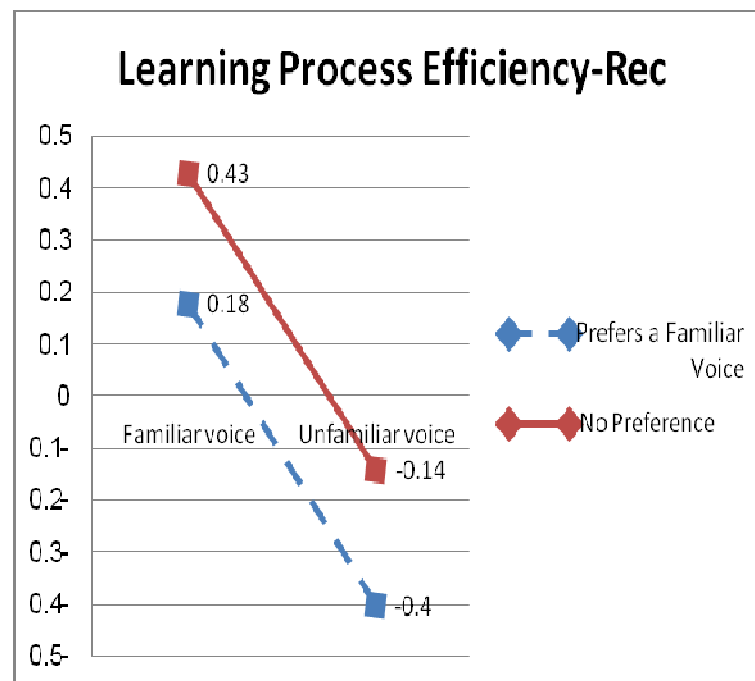 Learning Process Efficiency-Rec
0.5
0.4
0.3
0.2
0.1
0
0.1-
0.2-
0.3-
0.4-
0.5-
0.43
0.18
Familiar voice
Unfamiliar voice
-0.14
-0.4
Prefers a Familiar
Voice
No Preference